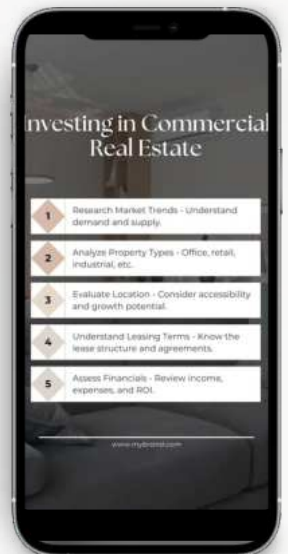 Investing in Commercial
Real Estate
1
Research Market Trends - Understand
demand and supply.
2
Analyze Property Types - Office, retail,
industrial, etc.
3
Evaluate Location - Consider accessibility
and growth potential.
4
Understand Leasing Terms - Know the
lease structure and agreements.
5
Assess Financials - Review income,
expenses, and ROI.
www.mybrand.com